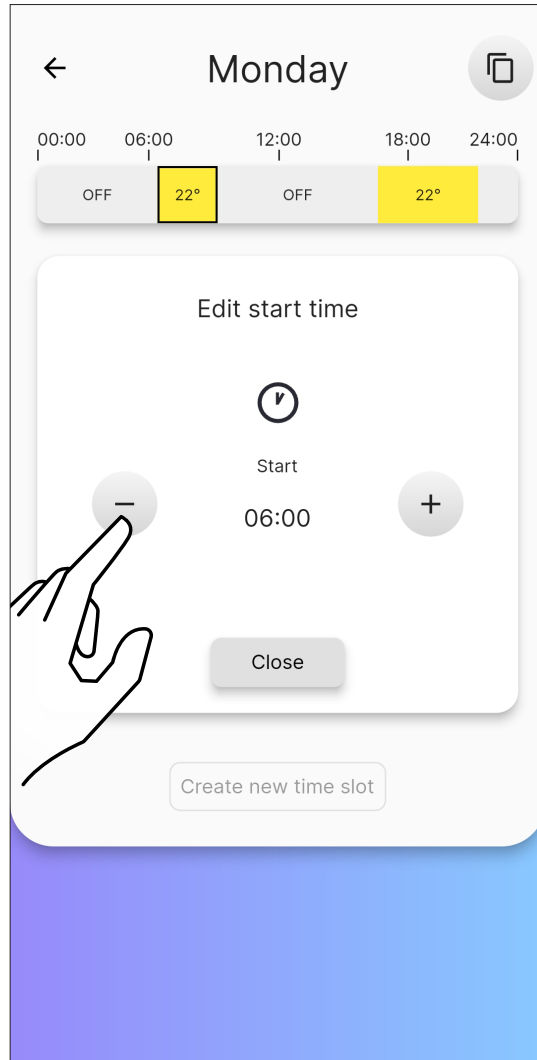 Monday
00:00 06:00 12:00 18:00 24:00
OFF 22° OFF 22°
Edit start time
Start
06:00
Close
Create new time slot